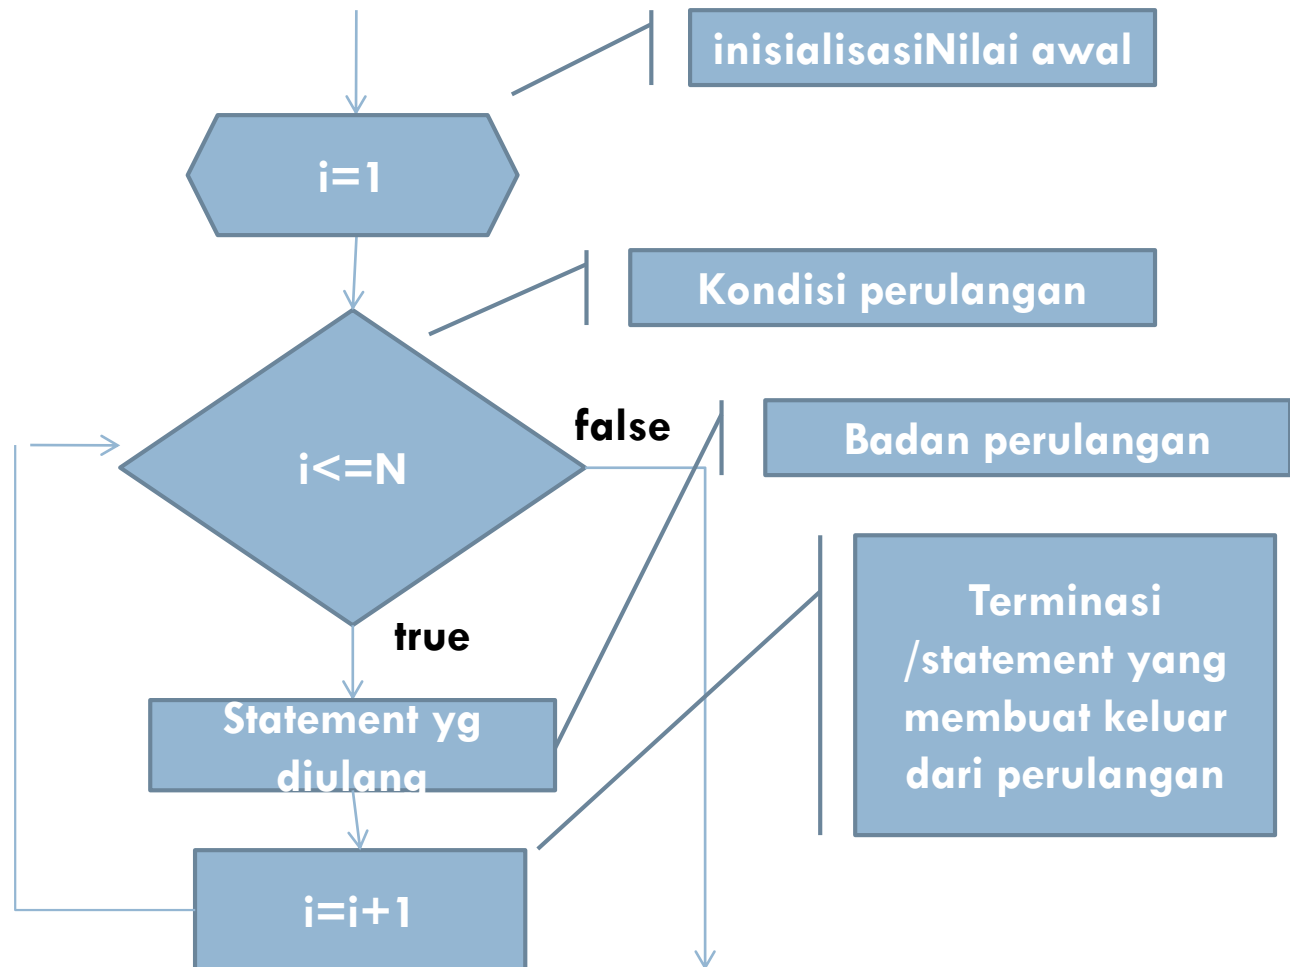 inisialisasiNilai awal
i=1
Kondisi perulangan
false
Badan perulangan
i<=N
Terminasi
/statement yang
membuat keluar
dari perulangan
true
Statement yg
diulang
i=i+1